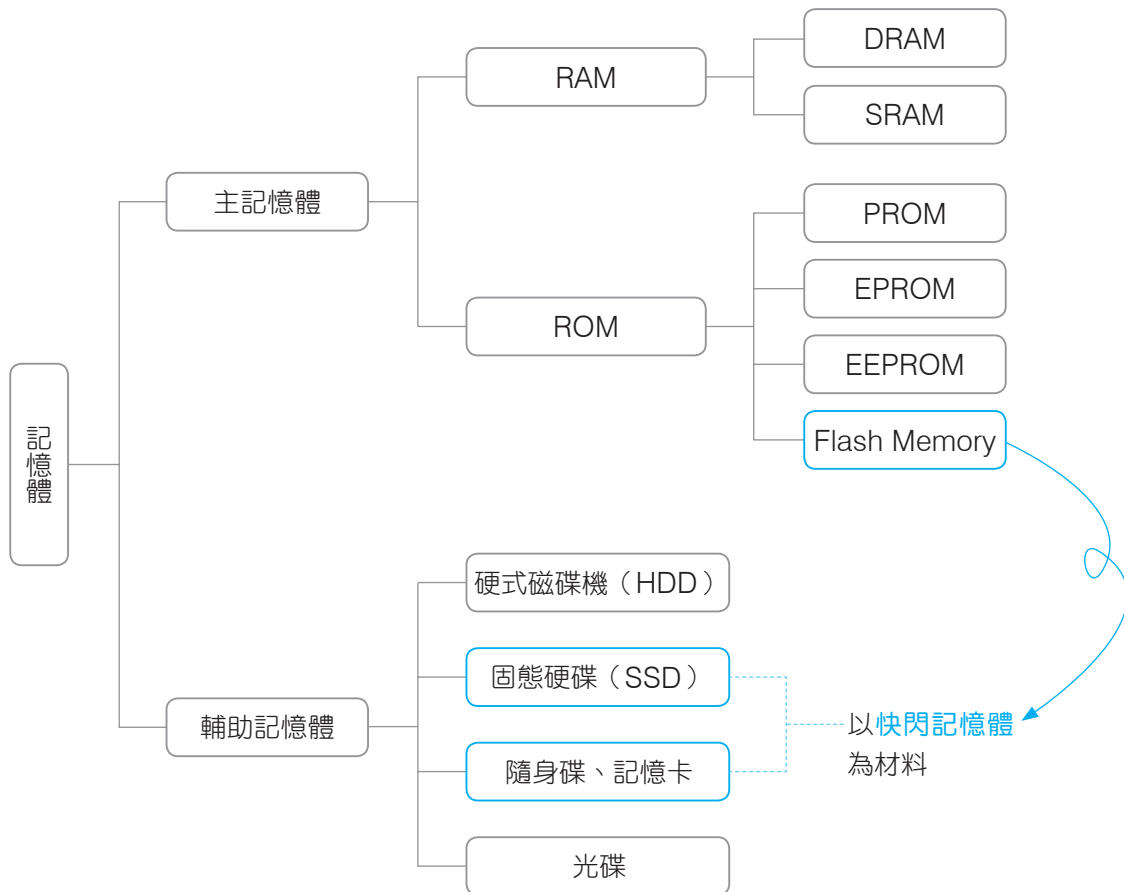 記憶體
主記憶體
RAM
DRAM
SRAM
ROM
PROM
EPROM
EEPROM
Flash Memory
輔助記憶體
硬式磁碟機（HDD）
固態硬碟（SSD）
隨身碟、記憶卡
光碟
以快閃記憶體
為材料